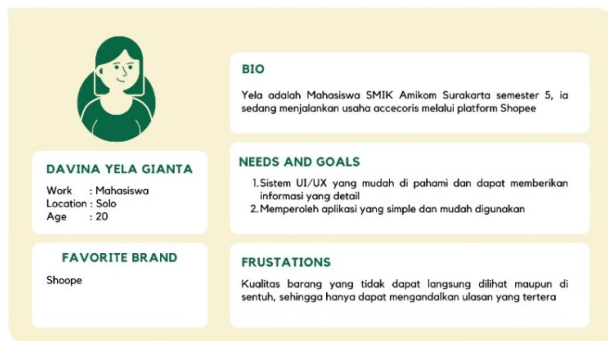 BIO
Yela adalah Mahasiswa SMIK Amikom Surakarta semester 5, ia
sedang menjalankan usaha accecoris melalui platform Shopee
DAVINA YELA GIANTA
Work : Mahasiswa
Location : Solo
Age : 20
NEEDS AND GOALS
1. Sistem UI/UX yang mudah di pahami dan dapat memberikan
informasi yang detail
2. Memperoleh aplikasi yang simple dan mudah digunakan
FAVORITE BRAND
Shoope
FRUSTATIONS
Kualitas barang yang tidak dapat langsung dilihat maupun di
sentuh, sehingga hanya dapat mengandalkan ulasan yang tertera